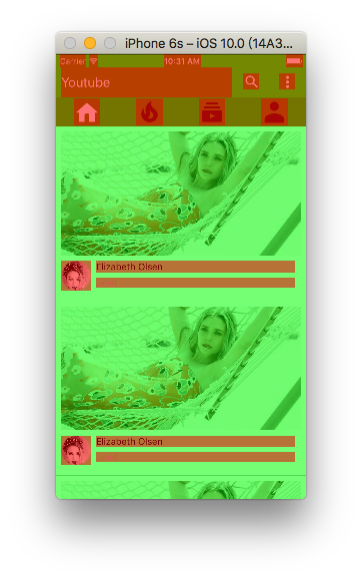 iPhone 6s – iOS 10.0 (14A3...
Carrier 10:31 AM
Youtube
Elizabeth Olsen
Elizabeth Olsen